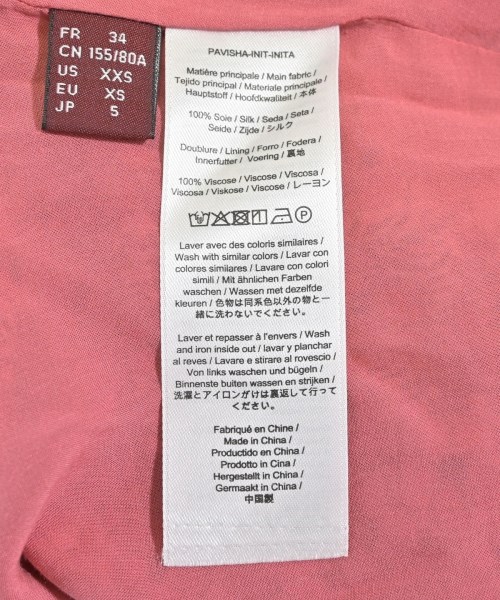 FR 34
CN 155/80A
US XXS
EU XS
JP 5
PAVISHA-INIT-INITA
Matière principale / Main fabric /
Tejido principal / Materiale principale /
Hauptstoff / Hoofdkwaliteit / 本体
100% Soie / Silk / Seda / Seta /
Seide / Zijde / シルク
Doublure / Lining / Forro / Fodera /
Innerfutter / Voering / 裏地
100% Viscose / Viscose / Viscosa /
Viscosa / Viskose / Viscose / レーヨン
Laver avec des coloris similaires /
Wash with similar colors / Lavar con
colores similares / Lavare con colori
simili / Mit ähnlichen Farben
waschen / Wassen met dezelfde
kleuren / 色物は同系色以外の物と一
緒に洗わないでください。
Laver et repasser à l'envers / Wash
and iron inside out / lavar y planchar
al reves / Lavare e stirare al rovescio /
Von links waschen und bügeln /
Binnenste buiten wassen en strijken /
洗濯とアイロンがけは裏返して行って
ください。
Fabriqué en Chine /
Made in China /
Productido en China /
Prodotto in Cina /
Hergestellt in China /
Germaakt in China /
中国製